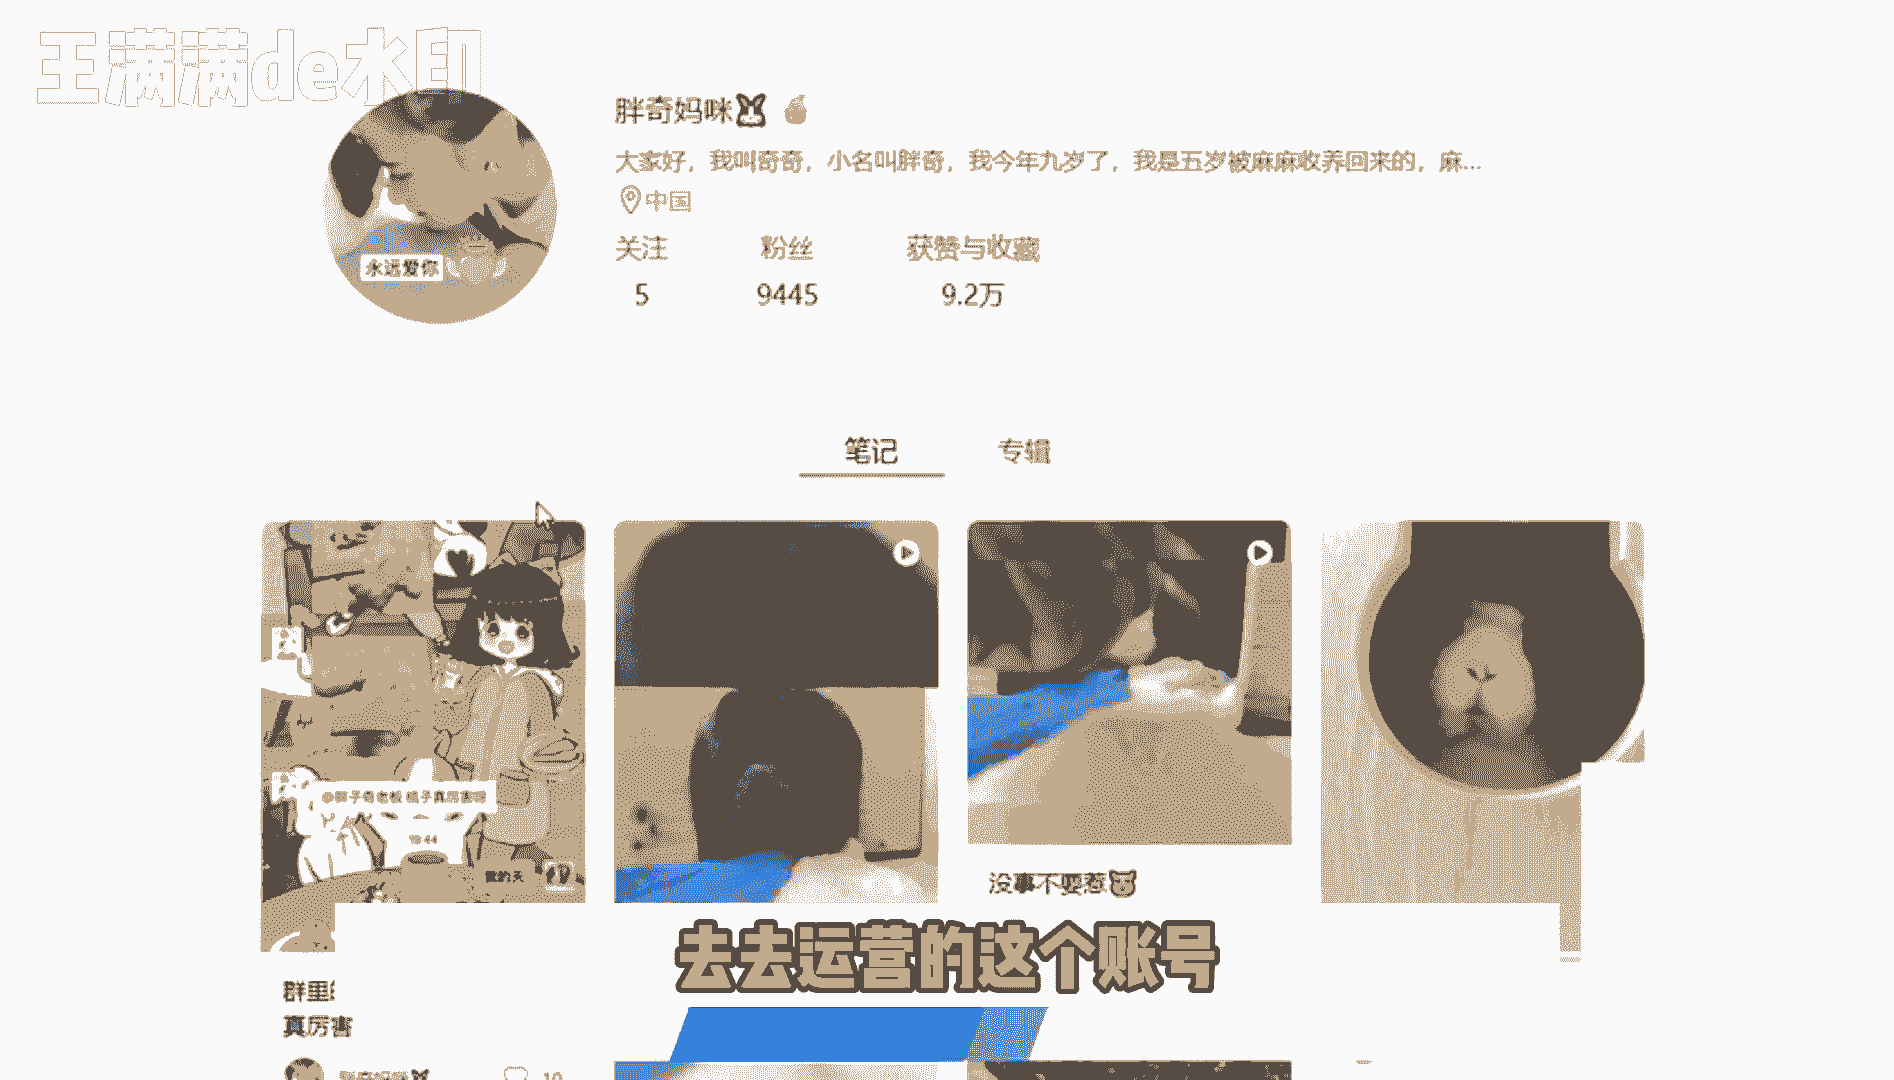 王满满de水印
胖奇妈咪
大家好，我叫奇奇，小名叫胖奇，我今年九岁了，我是五岁被麻麻收养回来的，麻...
中国
关注 粉丝 获赞与收藏
5 9445 9.2万
永远爱你
笔记 专辑
我的天
没事不要惹
去去运营的这个账号
群里
真厉害
10